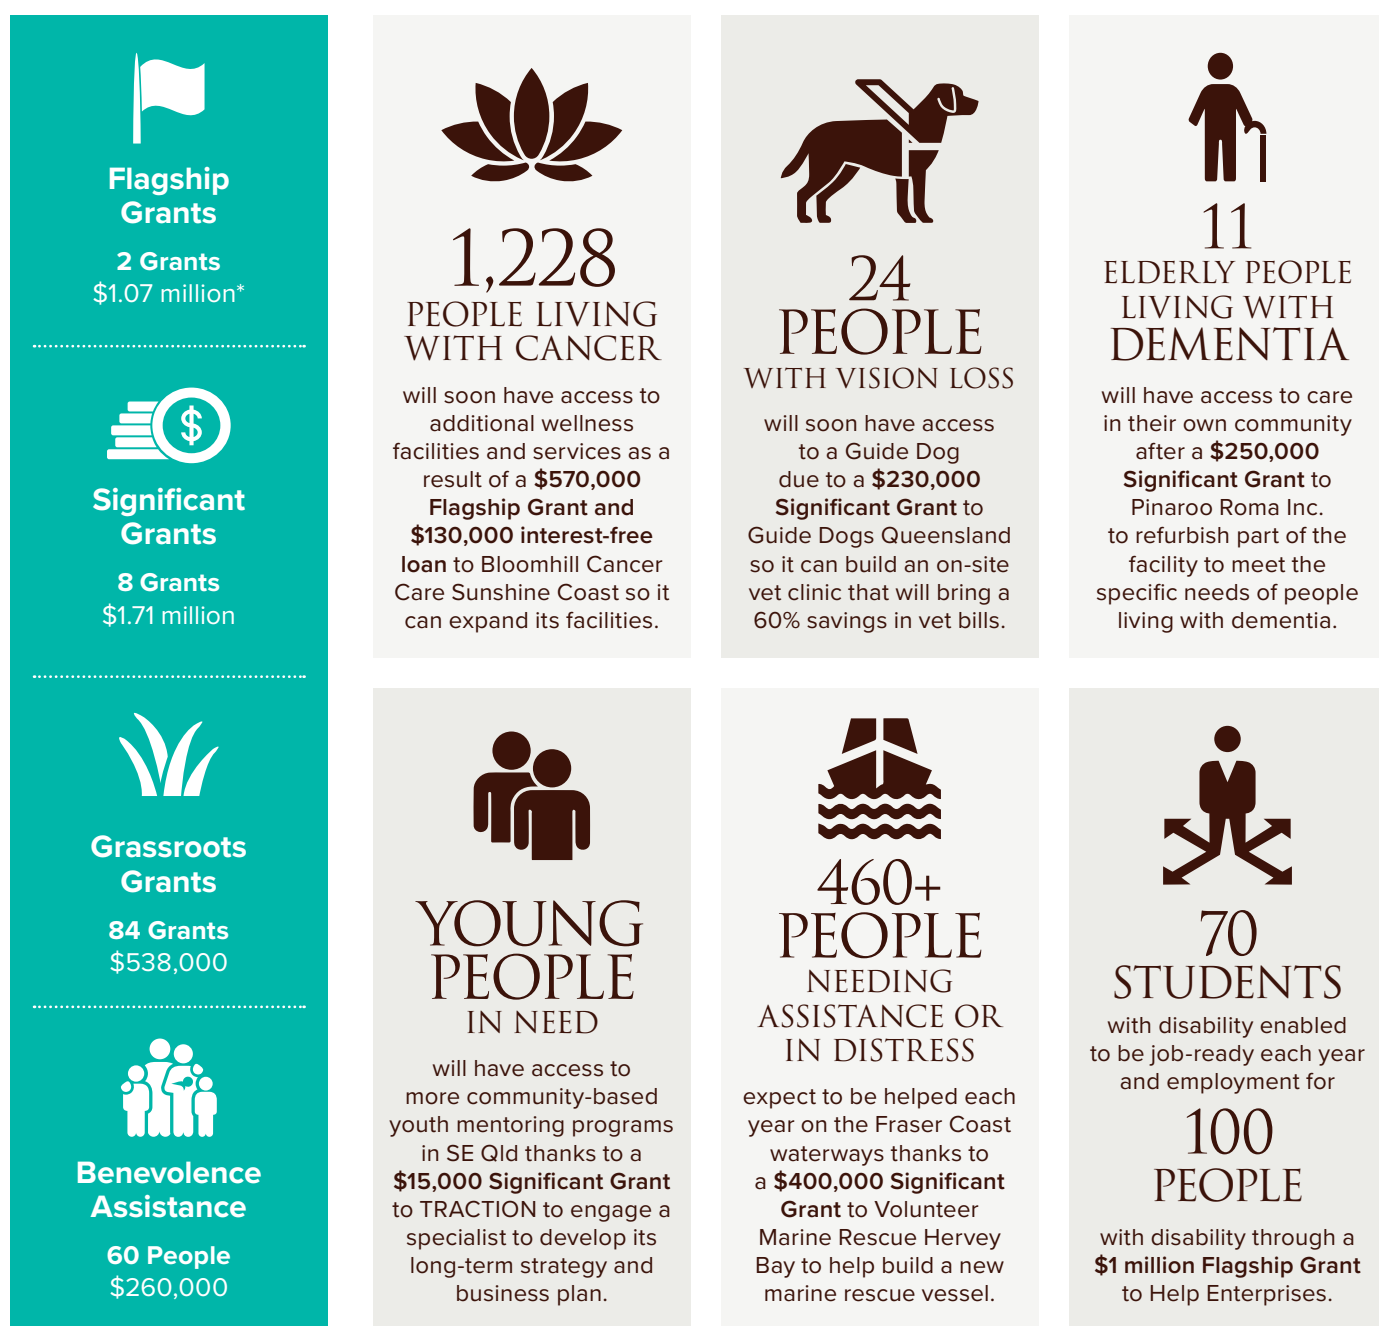 Flagship
Grants
2 Grants
$1.07 million*
$
Significant
Grants
8 Grants
$1.71 million
Grassroots
Grants
84 Grants
$538,000
Benevolence
Assistance
60 People
$260,000
1,228
PEOPLE LIVING
WITH CANCER
will soon have access to
additional wellness
facilities and services as a
result of a $570,000
Flagship Grant and
$130,000 interest-free
loan to Bloomhill Cancer
Care Sunshine Coast so it
can expand its facilities.
24
PEOPLE
WITH VISION LOSS
will soon have access
to a Guide Dog
due to a $230,000
Significant Grant to
Guide Dogs Queensland
so it can build an on-site
vet clinic that will bring a
60% savings in vet bills.
11
ELDERLY PEOPLE
LIVING WITH
DEMENTIA
will have access to care
in their own community
after a $250,000
Significant Grant to
Pinaroo Roma Inc.
to refurbish part of the
facility to meet the
specific needs of people
living with dementia.
YOUNG
PEOPLE
IN NEED
will have access to
more community-based
youth mentoring programs
in SE Qld thanks to a
$15,000 Significant Grant
to TRACTION to engage a
specialist to develop its
long-term strategy and
business plan.
460+
PEOPLE
NEEDING
ASSISTANCE OR
IN DISTRESS
expect to be helped each
year on the Fraser Coast
waterways thanks to
a $400,000 Significant
Grant to Volunteer
Marine Rescue Hervey
Bay to help build a new
marine rescue vessel.
70
STUDENTS
with disability enabled
to be job-ready each year
and employment for
100
PEOPLE
with disability through a
$1 million Flagship Grant
to Help Enterprises.